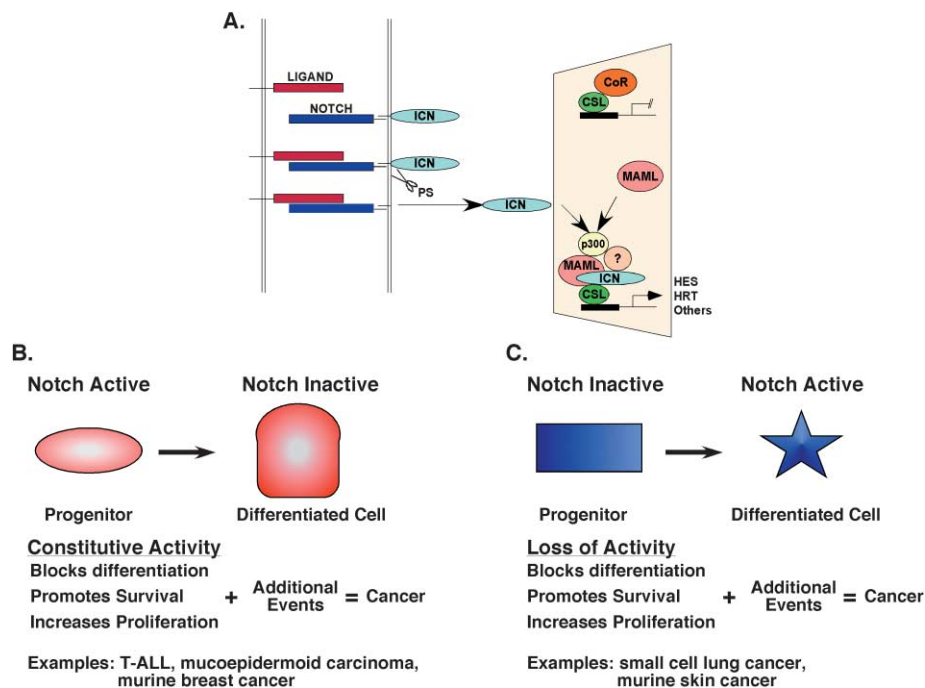 A.
LIGAND
NOTCH
ICN
ICN
PS
ICN
CoR
CSL
MAML
p300
?
MAML
ICN
CSL
HES
HRT
Others
B.
Notch Active
Notch Inactive
Progenitor
Differentiated Cell
Constitutive Activity
Blocks differentiation
Promotes Survival
Increases Proliferation
+ Additional Events = Cancer
Examples: T-ALL, mucoepidermoid carcinoma,
murine breast cancer
C.
Notch Inactive
Notch Active
Progenitor
Differentiated Cell
Loss of Activity
Blocks differentiation
Promotes Survival
Increases Proliferation
+ Additional Events = Cancer
Examples: small cell lung cancer,
murine skin cancer